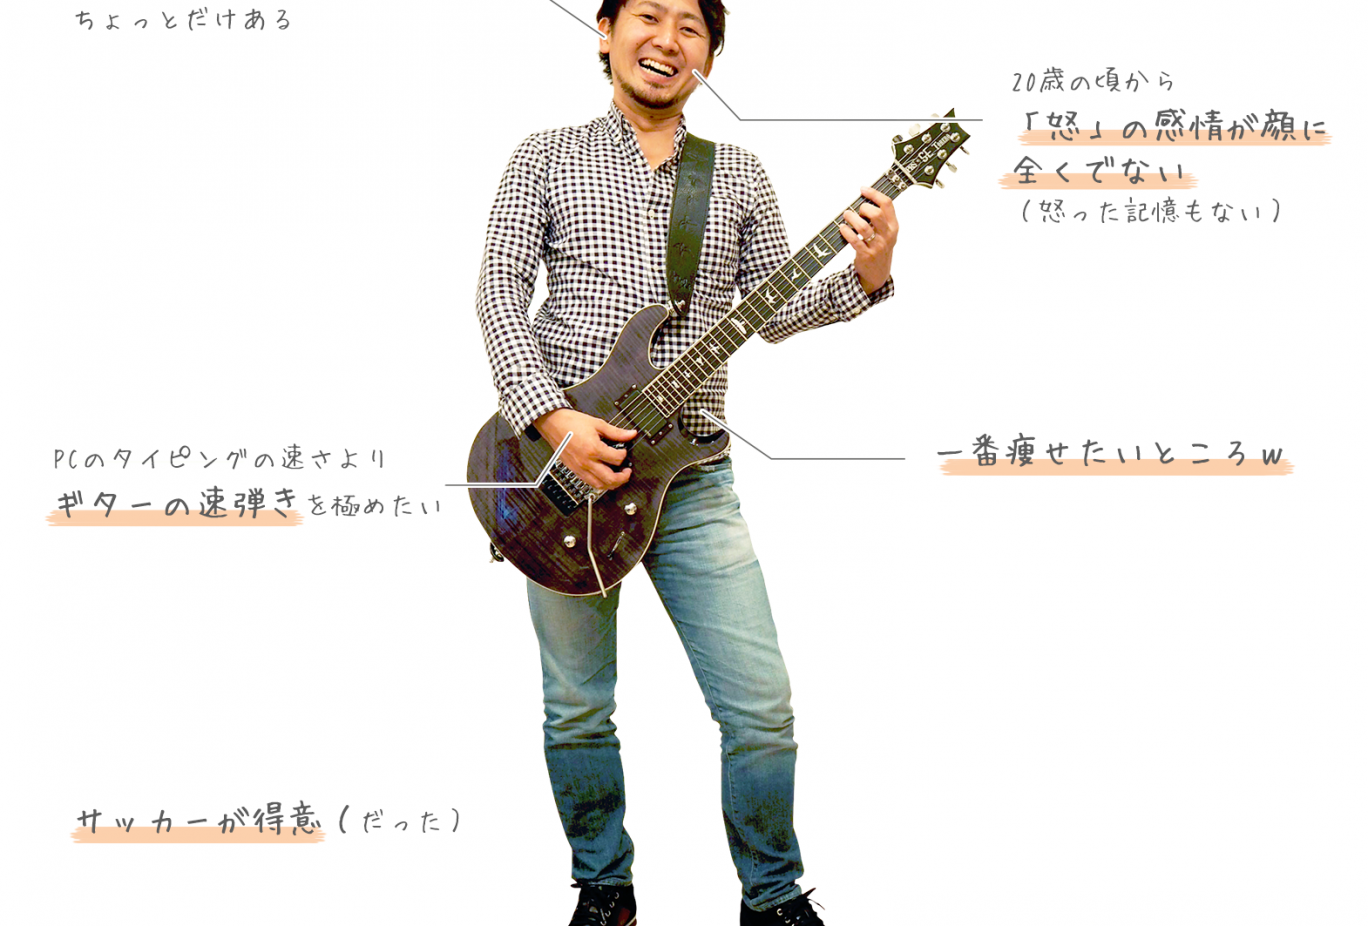 ちょっとだけある
20歳の頃から
「怒」の感情が顔に
全くでない
(怒った記憶もない)
一番痩せたいところw
PCのタイピングの速さより
ギターの速弾きを極めたい
サッカーが得意(だった)